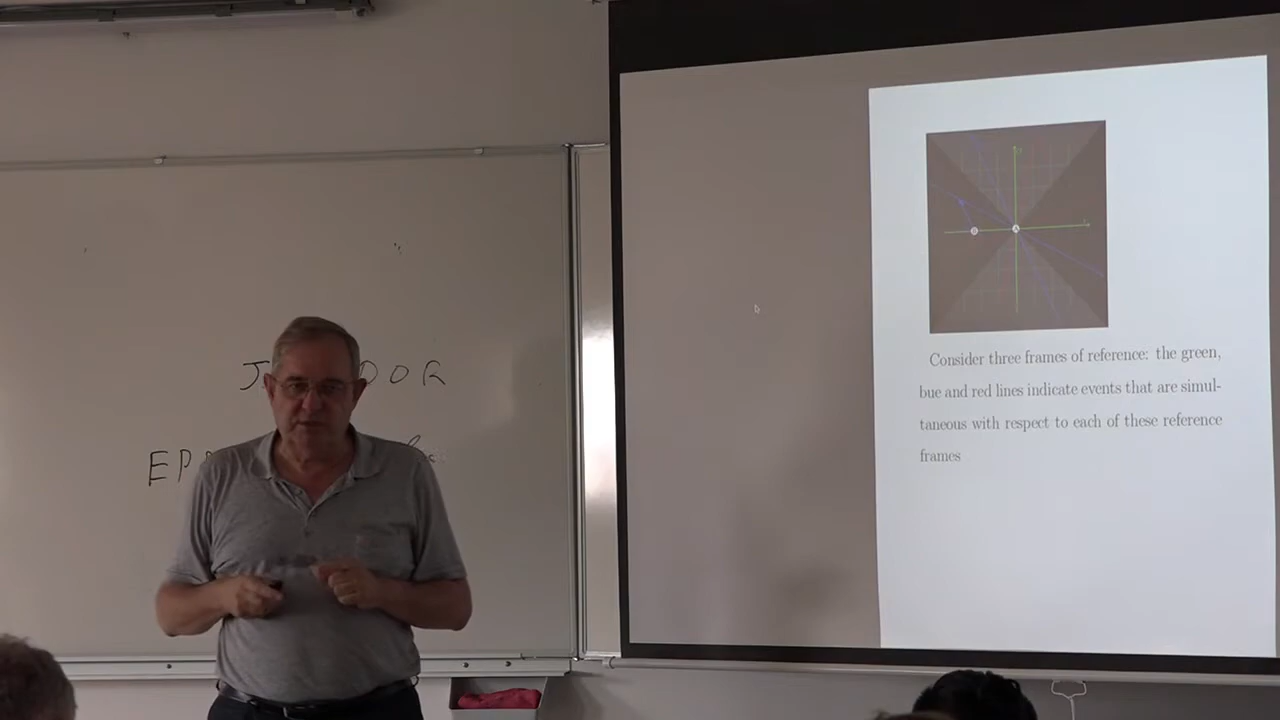 Consider three frames of reference: the green,
bue and red lines indicate events that are simul-
taneous with respect to each of these reference
frames
B
A